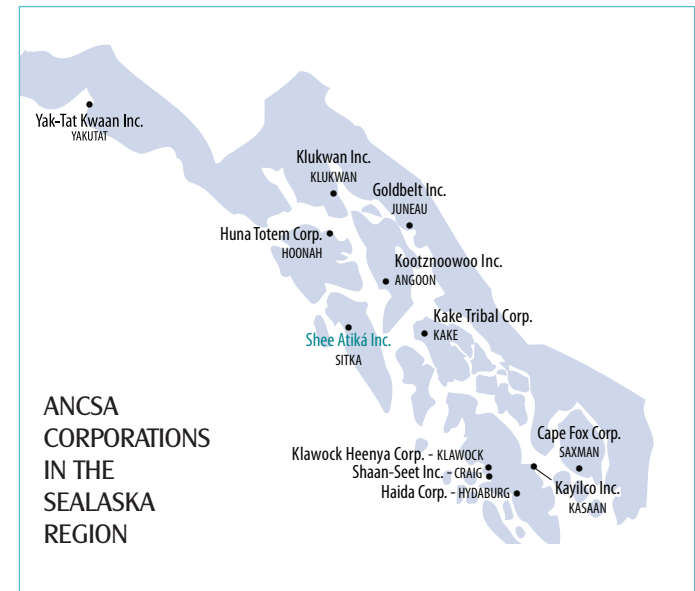 Yak-Tat Kwaan Inc.
YAKUTAT
Klukwan Inc.
KLUKWAN
Goldbelt Inc.
JUNEAU
Huna Totem Corp.
HOONAH
Kootznoowoo Inc.
ANGOON
Kake Tribal Corp.
KAKE
Shee Atiká Inc.
SITKA
ANCSA
CORPORATIONS
IN THE
SEALASKA
REGION
Cape Fox Corp.
SAXMAN
Klawock Heenya Corp. - KLAWOCK
Shaan-Seet Inc. - CRAIG
Haida Corp. - HYDABURG
Kayilco Inc.
KASAAN